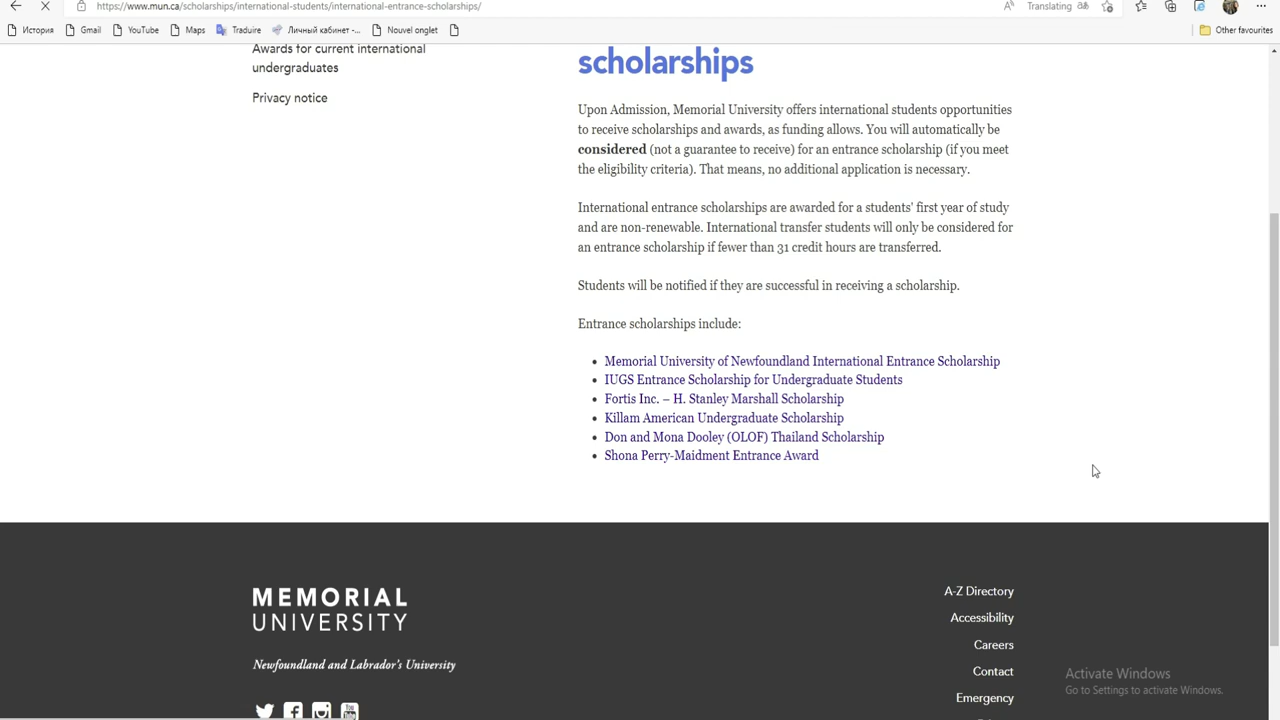 https://www.mun.ca/scholarships/international-students/international-entrance-scholarships/
Translating
История
Gmail
YouTube
Maps
Traduire
Личный кабинет -...
Nouvel onglet
Other favourites
Awards for current international
undergraduates
Privacy notice
scholarships
Upon Admission, Memorial University offers international students opportunities
to receive scholarships and awards, as funding allows. You will automatically be
considered (not a guarantee to receive) for an entrance scholarship (if you meet
the eligibility criteria). That means, no additional application is necessary.
International entrance scholarships are awarded for a students' first year of study
and are non-renewable. International transfer students will only be considered for
an entrance scholarship if fewer than 31 credit hours are transferred.
Students will be notified if they are successful in receiving a scholarship.
Entrance scholarships include:
• Memorial University of Newfoundland International Entrance Scholarship
• IUGS Entrance Scholarship for Undergraduate Students
• Fortis Inc. – H. Stanley Marshall Scholarship
• Killam American Undergraduate Scholarship
• Don and Mona Dooley (OLOF) Thailand Scholarship
• Shona Perry-Maidment Entrance Award
MEMORIAL
UNIVERSITY
Newfoundland and Labrador's University
A-Z Directory
Accessibility
Careers
Contact
Emergency
Activate Windows
Go to Settings to activate Windows.